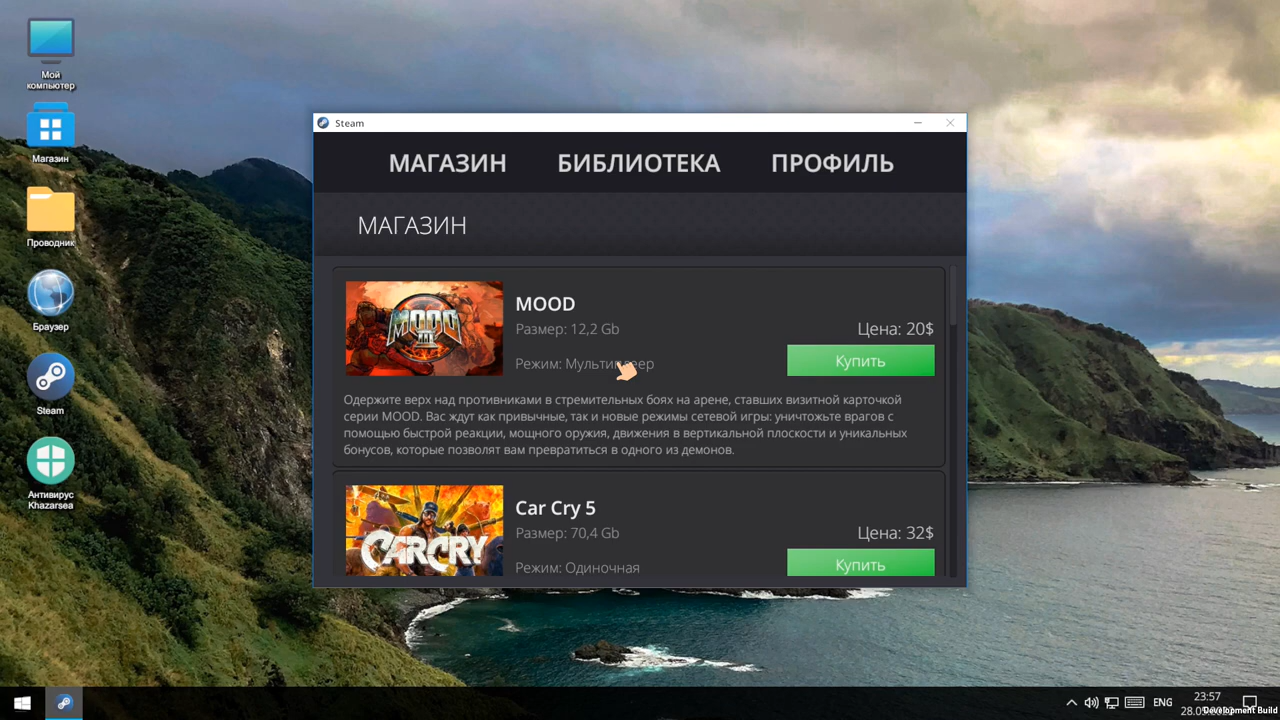 Мой
компьютер
Магазин
Проводник
Браузер
Steam
Антивирус
Khazarsea
Steam
МАГАЗИН БИБЛИОТЕКА ПРОФИЛЬ
МАГАЗИН
MOOD
MOOD
Размер: 12,2 Gb
Цена: 20$
Режим:
Купить
Одержите верх над противниками в стремительных боях на арене, ставших визитной карточкой
серии MOOD. Вас ждут как привычные, так и новые режимы сетевой игры: уничтожьте врагов с
помощью быстрой реакции, мощного оружия, движения в вертикальной плоскости и уникальных
бонусов, которые позволят вам превратиться в одного из демонов.
CARCRY
Car Cry 5
Размер: 70,4 Gb
Цена: 32$
Режим: Одиночная
Купить
ENG
23:57
Development Build